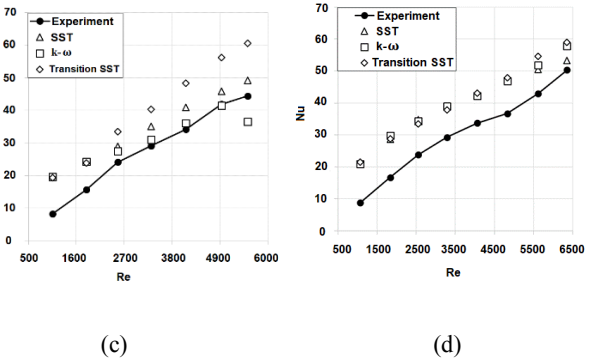 70
60
50
40
30
20
10
0
500 1600 2700 3800 4900 6000
Re
Experiment
SST
k-ω
Transition SST
(c)
Nu
70
60
50
40
30
20
10
0
500 1500 2500 3500 4500 5500 6500
Re
Experiment
SST
k-ω
Transition SST
(d)